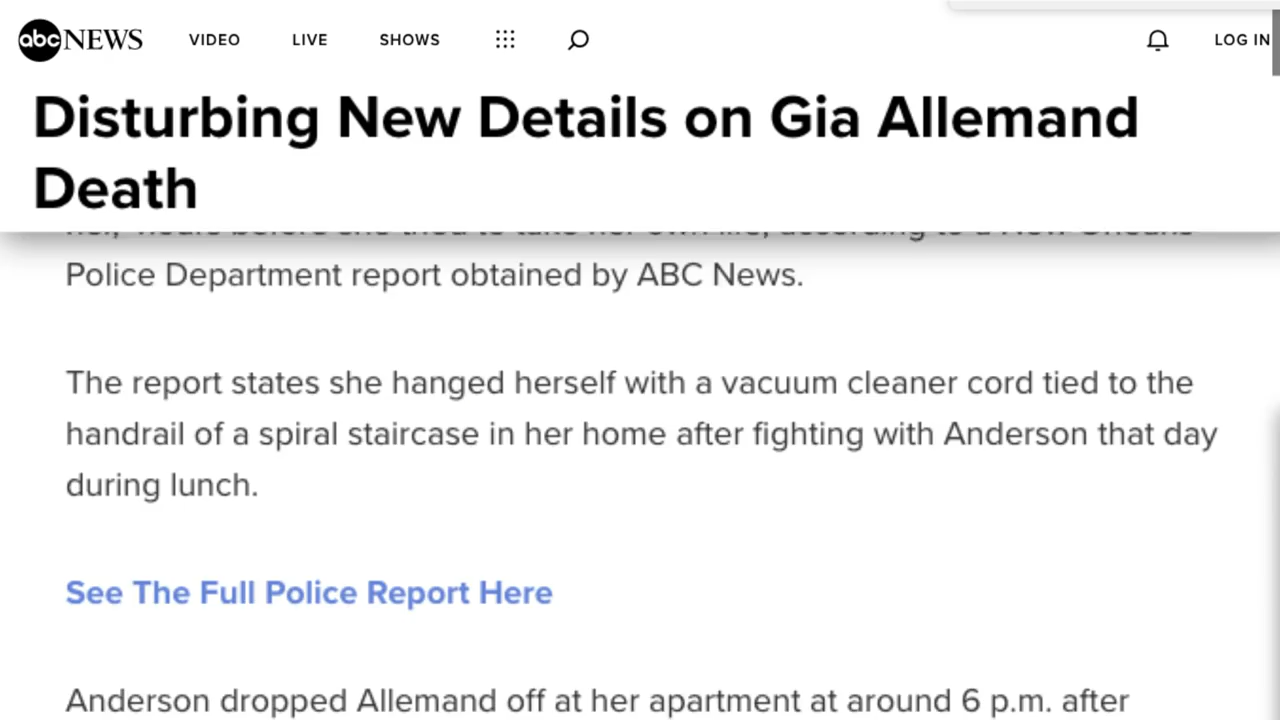 abc NEWS VIDEO LIVE SHOWS LOG IN
Disturbing New Details on Gia Allemand
Death
Police Department report obtained by ABC News.
The report states she hanged herself with a vacuum cleaner cord tied to the
handrail of a spiral staircase in her home after fighting with Anderson that day
during lunch.
See The Full Police Report Here
Anderson dropped Allemand off at her apartment at around 6 p.m. after